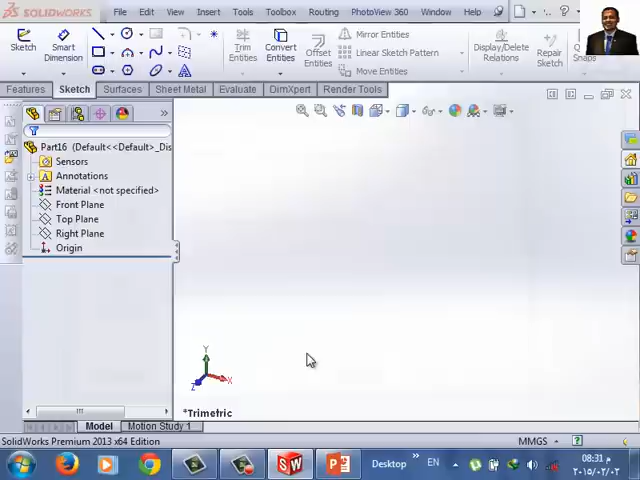 SOLIDWORKS File Edit View Insert Tools Toolbox Routing PhotoView 360 Window
Sketch Smart Dimension Trim Entities Convert Entities Offset Entities Mirror Entities Linear Sketch Pattern Move Entities Display/Delete Relations Repair Sketch
Features Sketch Surfaces Sheet Metal Evaluate DimXpert Render Tools
Part16 (Default<<Default>_Dis
Sensors
Annotations
Material <not specified>
Front Plane
Top Plane
Right Plane
Origin
Y
X
Z
*Trimetric
Model Motion Study 1
SolidWorks Premium 2013 x64 Edition MMGS
Desktop EN 08:31 م
٢٠١٥/٠٢/٠٢